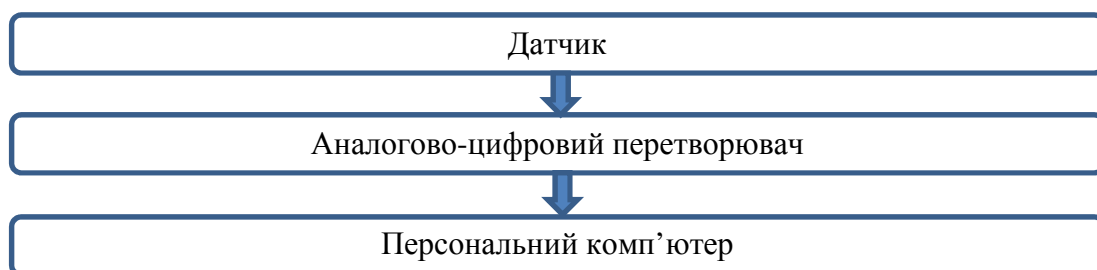 Датчик
Аналогово-цифровий перетворювач
Персональний комп’ютер